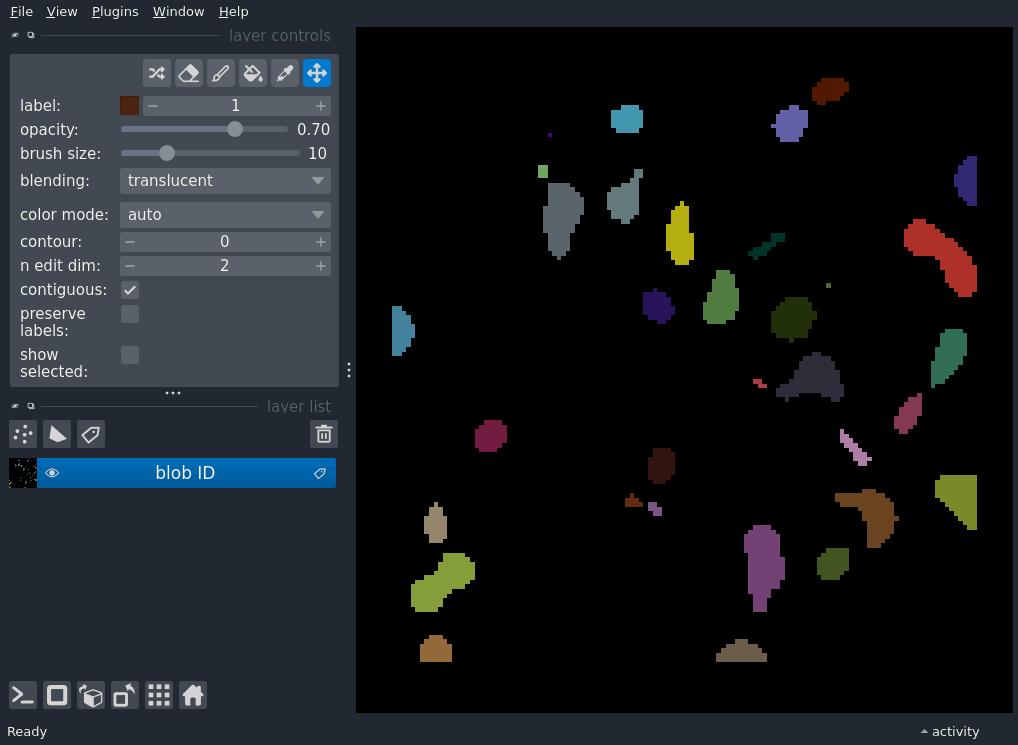 File View Plugins Window Help
layer controls
label: 1
opacity: 0.70
brush size: 10
blending: translucent
color mode: auto
contour: 0
n edit dim: 2
contiguous:
preserve
labels:
show
selected:
layer list
blob ID
Ready
activity